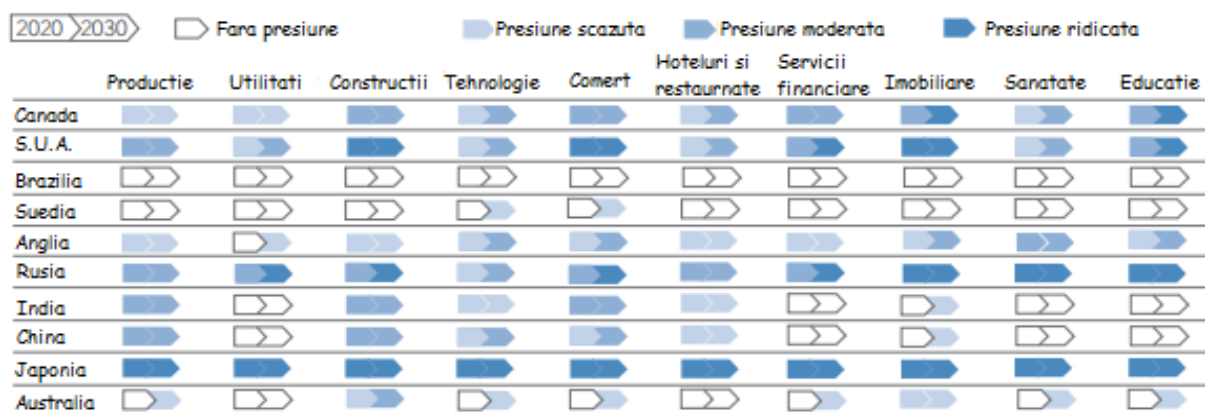 2020 2030 Fara presiune Presiune scazuta Presiune moderata Presiune ridicata
Productie Utilitati Constructii Tehnologie Comert Hoteluri si restaurnate Servicii financiare Imobiliare Sanatate Educatie
Canada
S.U.A.
Brazilia
Suedia
Anglia
Rusia
India
China
Japonia
Australia